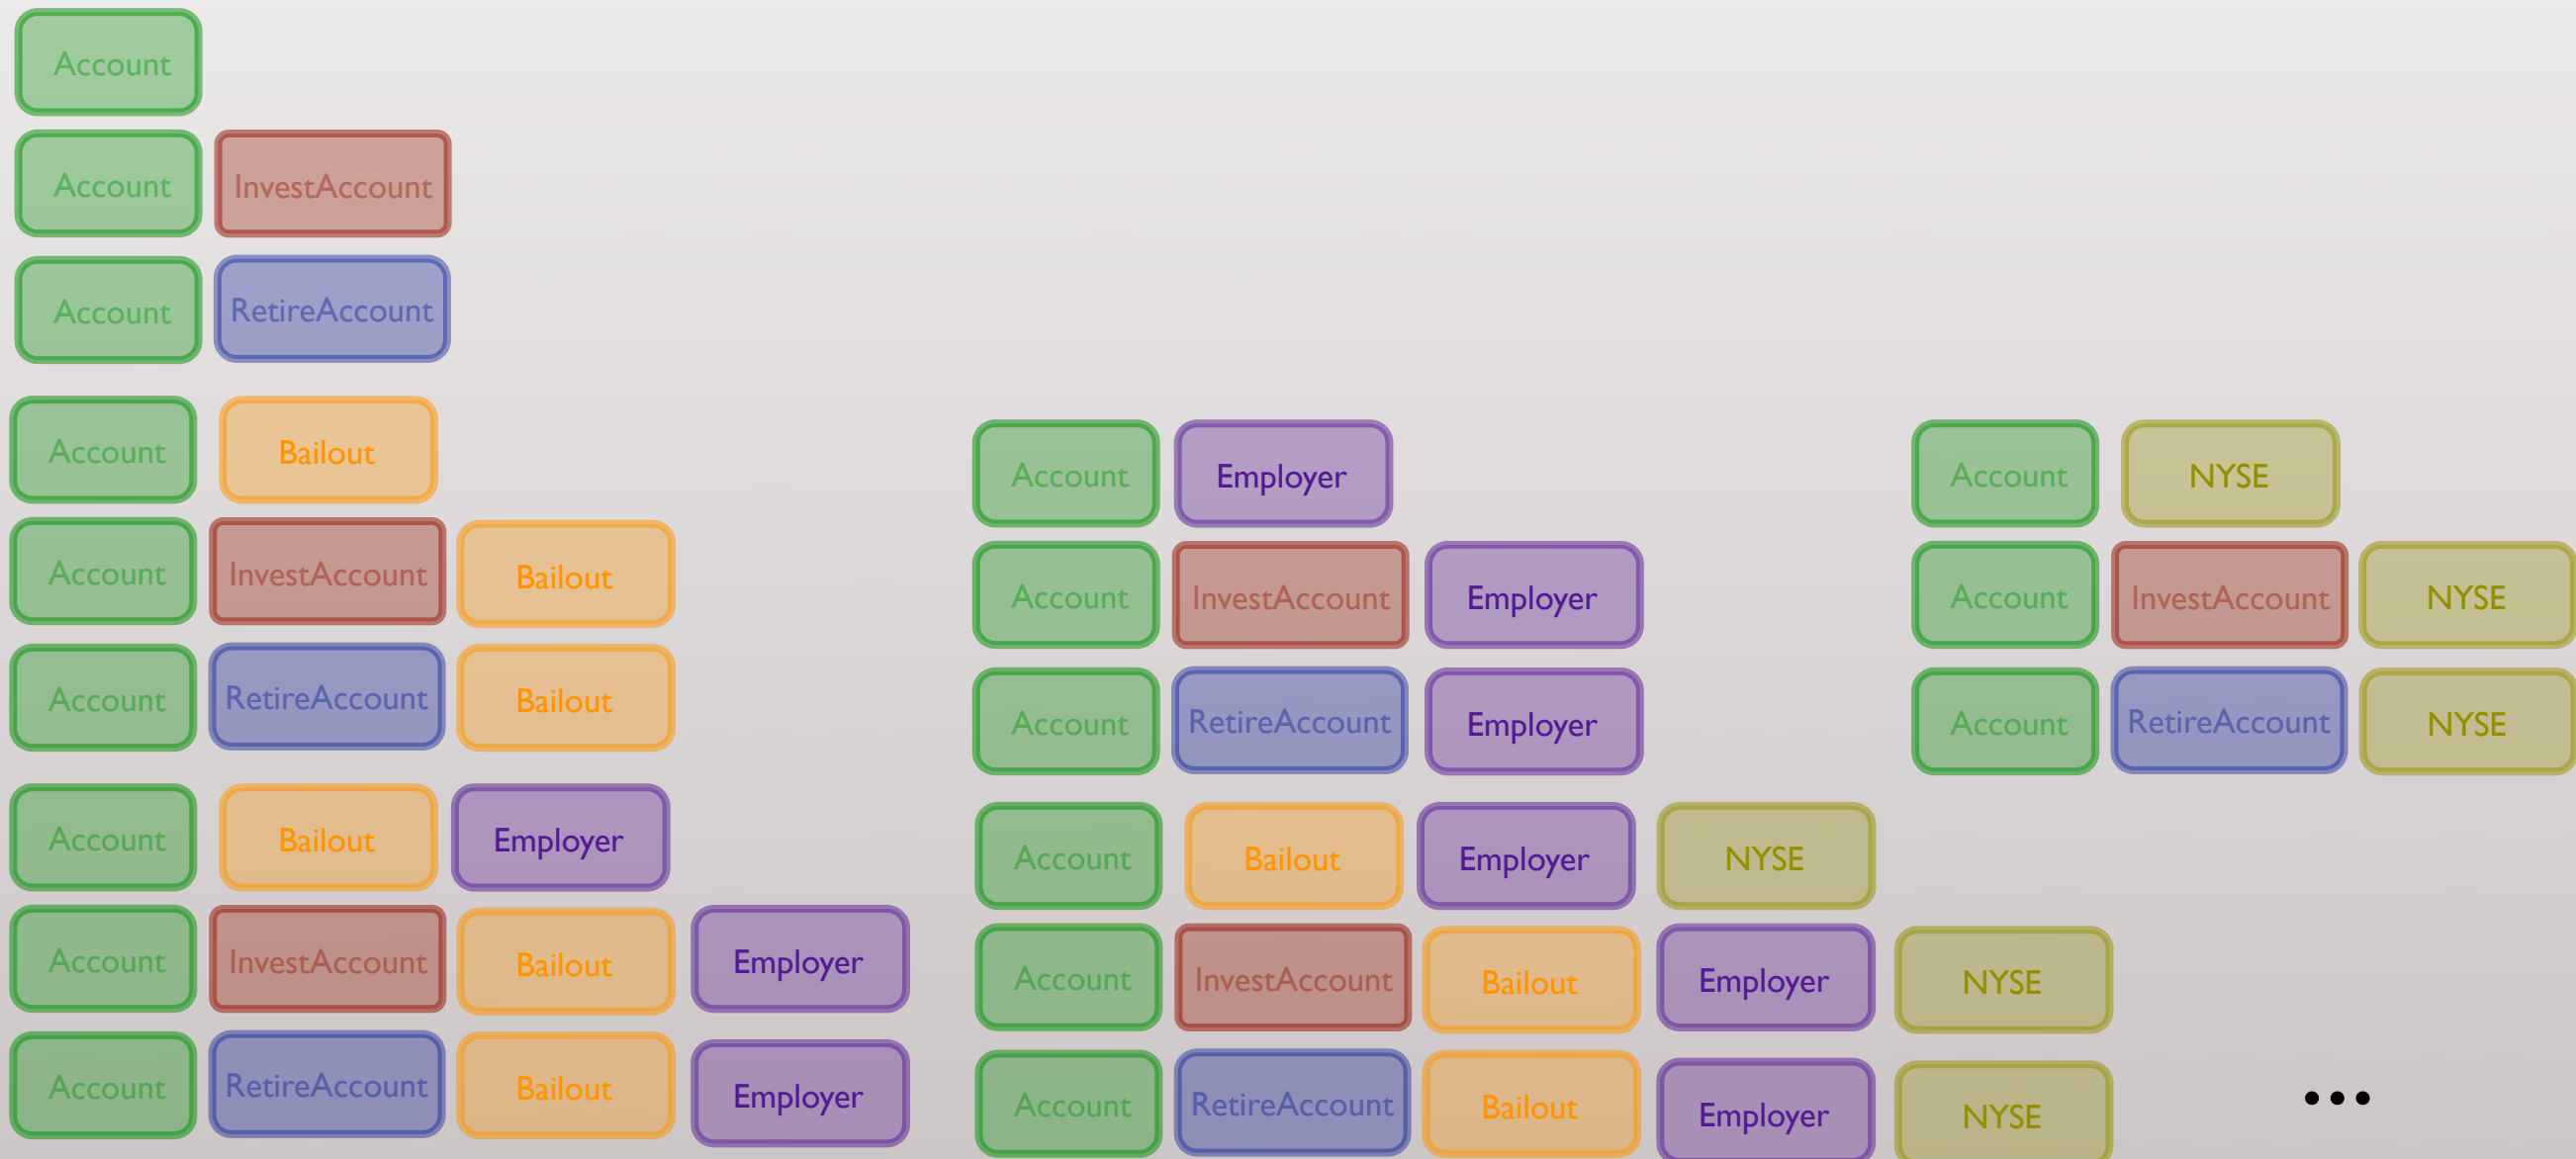 Account
Account InvestAccount
Account RetireAccount
Account Bailout
Account InvestAccount Bailout
Account RetireAccount Bailout
Account Bailout Employer
Account InvestAccount Bailout Employer
Account RetireAccount Bailout Employer
Account Employer
Account InvestAccount Employer
Account RetireAccount Employer
Account Bailout Employer NYSE
Account InvestAccount Bailout Employer NYSE
Account RetireAccount Bailout Employer NYSE
Account NYSE
Account InvestAccount NYSE
Account RetireAccount NYSE
...